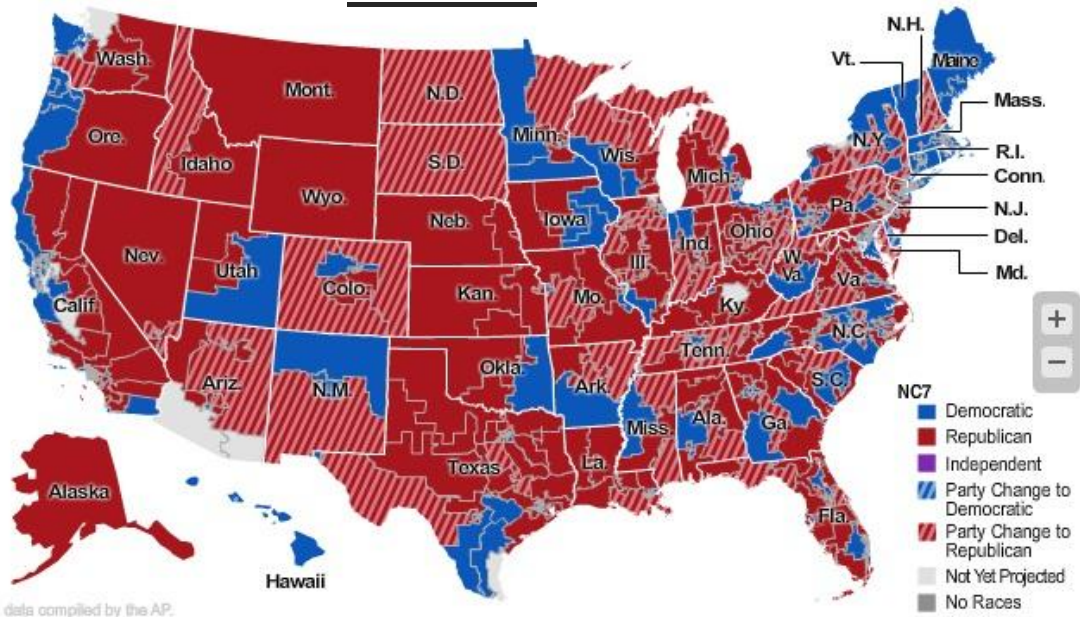 N.H.
Vt.
Maine
Wash.
Mont.
N.D.
Minn.
Mass.
Ore.
Idaho
S.D.
Wis.
N.Y.
R.I.
Mich.
Conn.
Wyo.
Neb.
Iowa
Pa.
N.J.
Nev.
Utah
Ill.
Ind.
Ohio
W.
Va.
Del.
Calif.
Colo.
Kan.
Mo.
Ky.
Va.
Md.
Ariz.
N.M.
Okla.
Ark.
Tenn.
N.C.
S.C.
Texas
La.
Miss.
Ala.
Ga.
Alaska
Fla.
Hawaii
+
−
NC7
Democratic
Republican
Independent
Party Change to
Democratic
Party Change to
Republican
Not Yet Projected
No Races
data compiled by the AP.